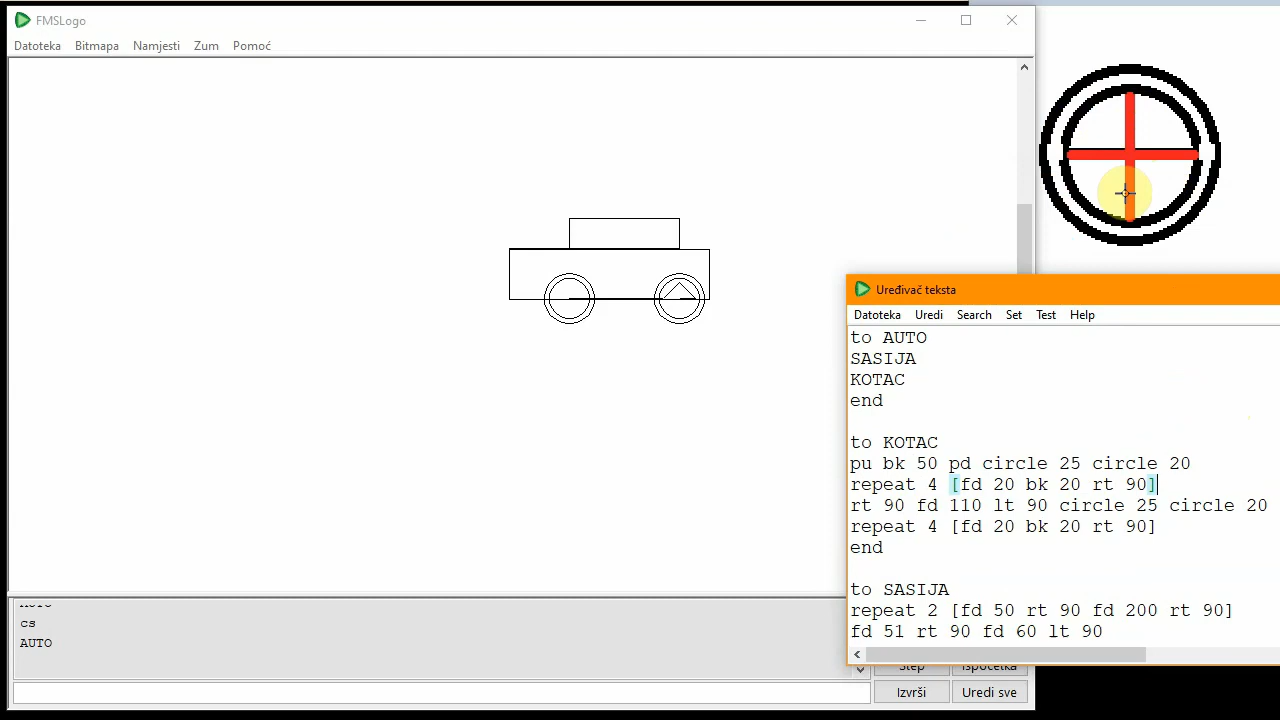 FMSLogo
Datoteka Bitmapa Namjesti Zum Pomoć
Uređivač teksta
Datoteka Uredi Search Set Test Help
to AUTO
SASIJA
KOTAC
end
to KOTAC
pu bk 50 pd circle 25 circle 20
repeat 4 [fd 20 bk 20 rt 90]
rt 90 fd 110 lt 90 circle 25 circle 20
repeat 4 [fd 20 bk 20 rt 90]
end
to SASIJA
repeat 2 [fd 50 rt 90 fd 200 rt 90]
fd 51 rt 90 fd 60 lt 90
cs
AUTO
Step Ispočetka
Izvrši Uredi sve